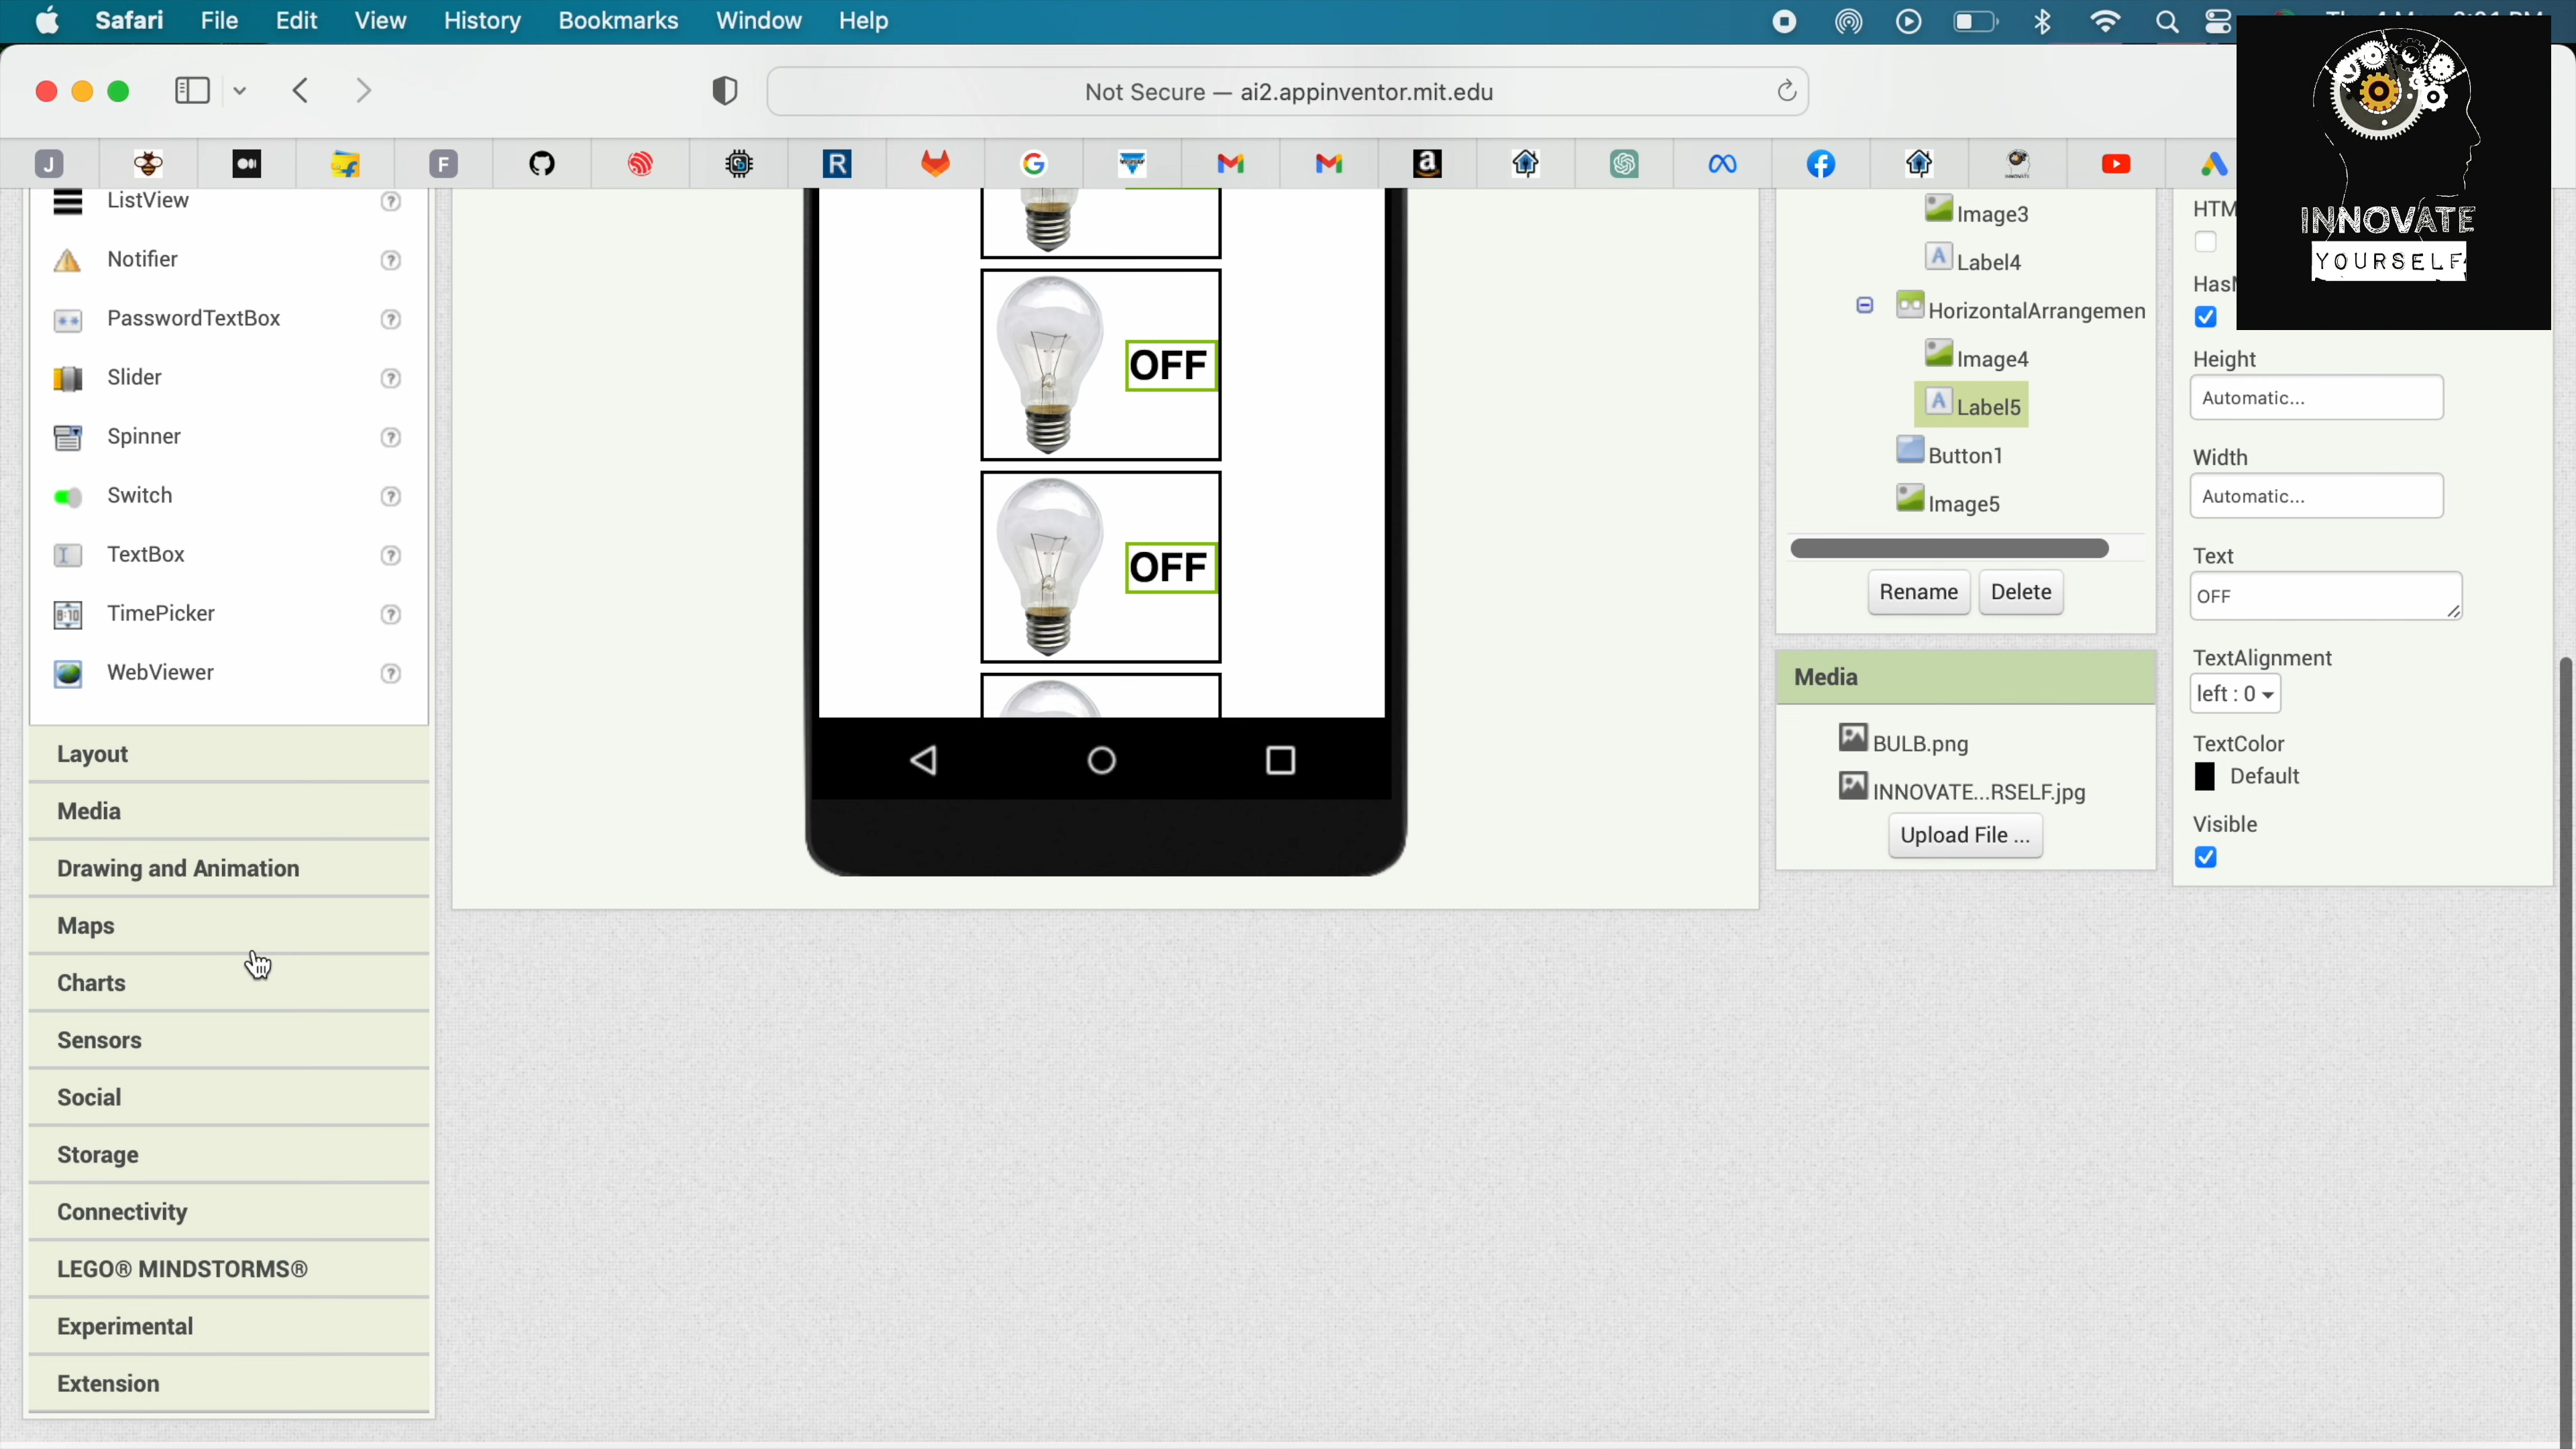 Safari File Edit View History Bookmarks Window Help
Not Secure — ai2.appinventor.mit.edu
J F R
INNOVATE
YOURSELF
ListView
Notifier
PasswordTextBox
Slider
Spinner
Switch
TextBox
TimePicker
WebViewer
Layout
Media
Drawing and Animation
Maps
Charts
Sensors
Social
Storage
Connectivity
LEGO® MINDSTORMS®
Experimental
Extension
OFF
OFF
Image3
Label4
HorizontalArrangemen
Image4
Label5
Button1
Image5
Rename Delete
Media
BULB.png
INNOVATE...RSELF.jpg
Upload File ...
HTM
Height
Automatic...
Width
Automatic...
Text
OFF
TextAlignment
left : 0
TextColor
Default
Visible